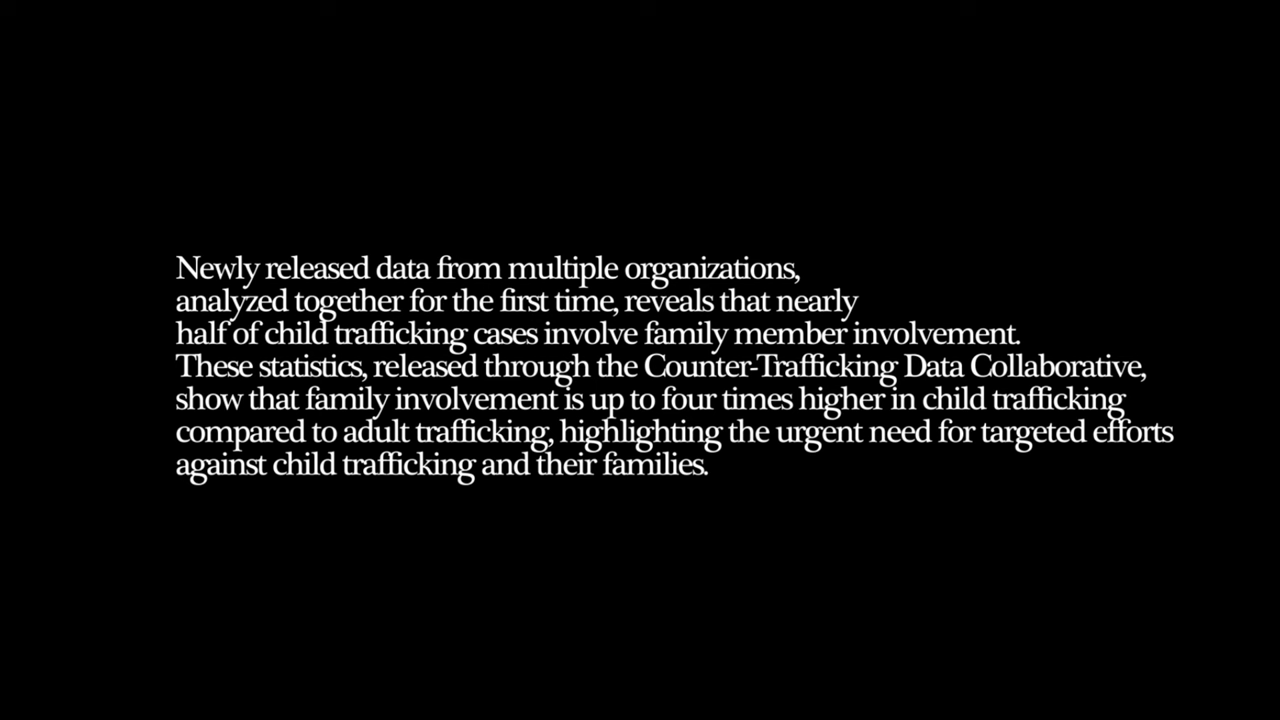 Newly released data from multiple organizations,
analyzed together for the first time, reveals that nearly
half of child trafficking cases involve family member involvement.
These statistics, released through the Counter-Trafficking Data Collaborative,
show that family involvement is up to four times higher in child trafficking
compared to adult trafficking, highlighting the urgent need for targeted efforts
against child trafficking and their families.